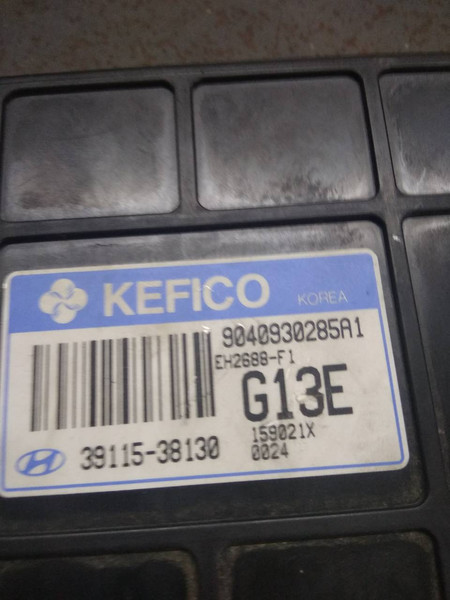 KEFICO KOREA
9040930285A1
EH2688-F1
G13E
39115-38130
159021X
0024